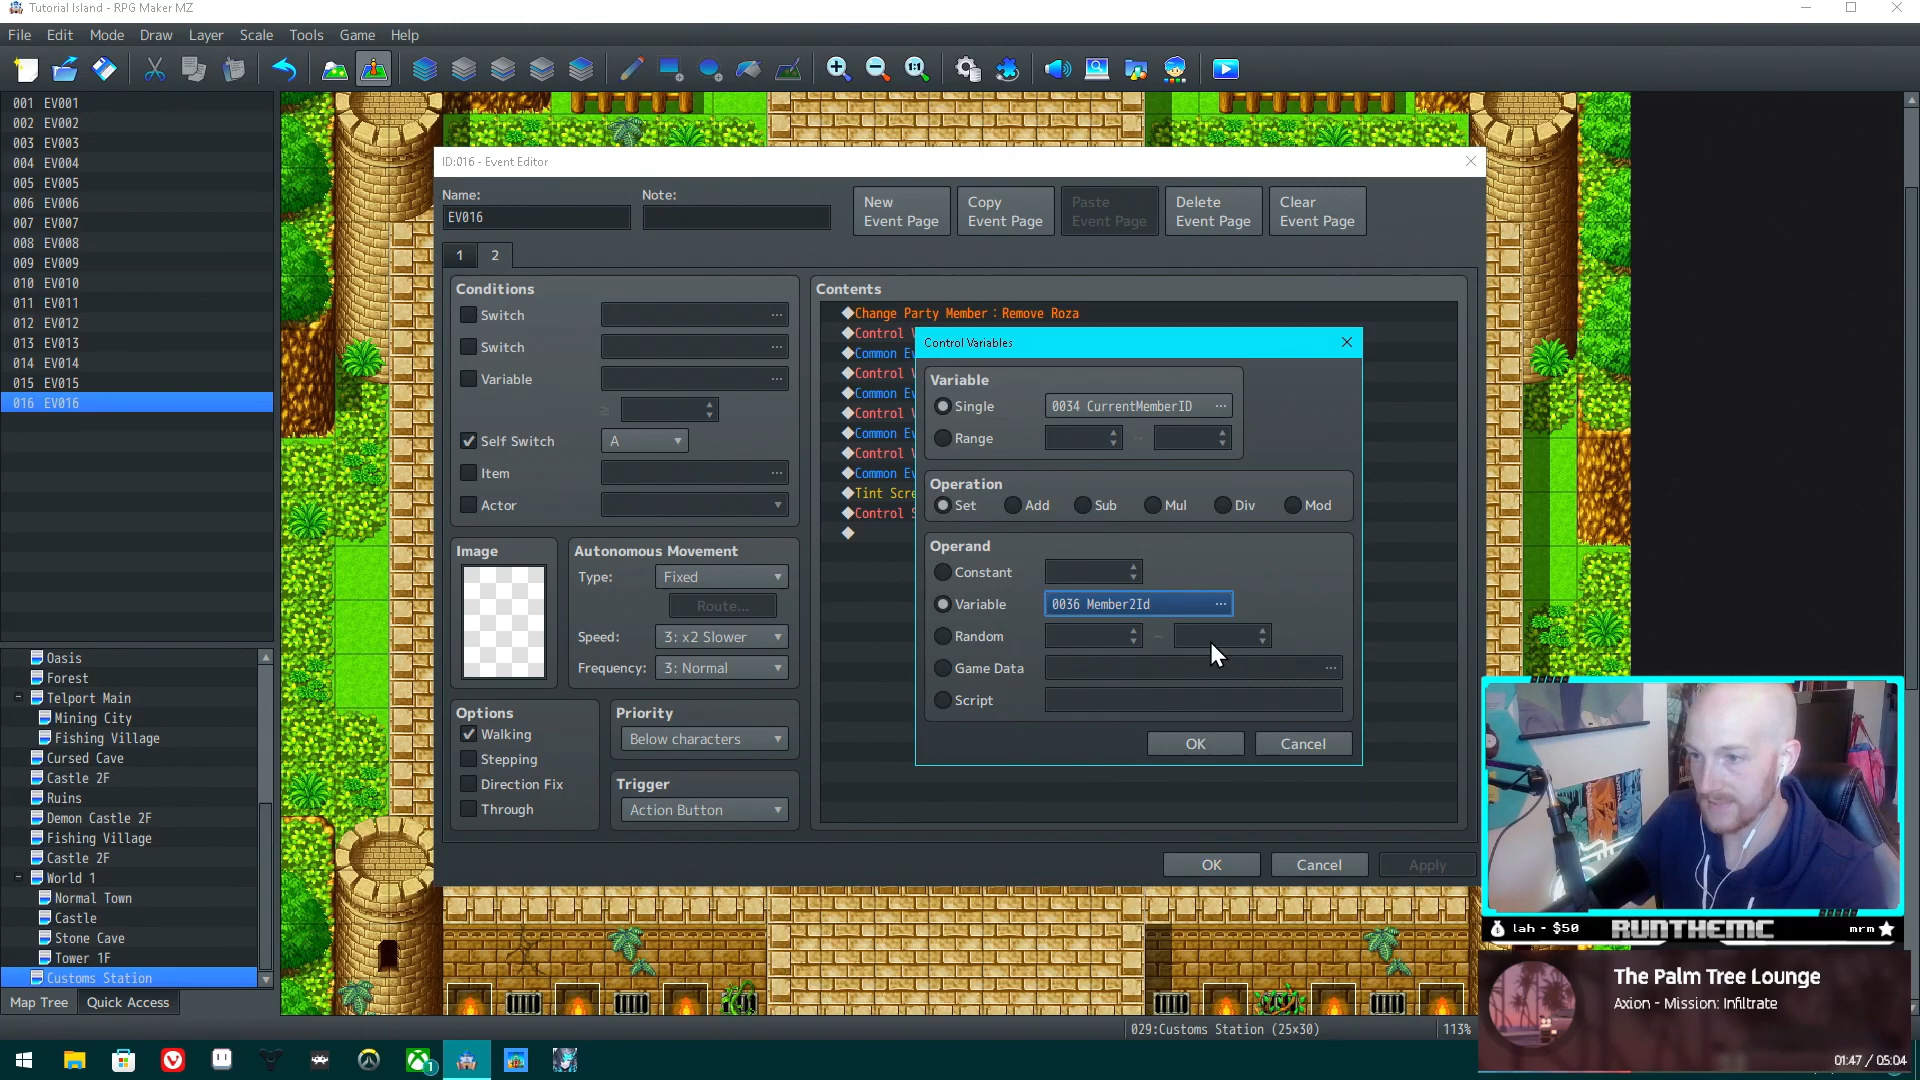 Tutorial Island - RPG Maker MZ
File Edit Mode Draw Layer Scale Tools Game Help
001 EV001
002 EV002
003 EV003
004 EV004
005 EV005
006 EV006
007 EV007
008 EV008
009 EV009
010 EV010
011 EV011
012 EV012
013 EV013
014 EV014
015 EV015
016 EV016
Oasis
Forest
Telport Main
Mining City
Fishing Village
Cursed Cave
Castle 2F
Ruins
Demon Castle 2F
Fishing Village
Castle 2F
World 1
Normal Town
Castle
Stone Cave
Tower 1F
Customs Station
Map Tree Quick Access
ID:016 - Event Editor
Name: Note:
EV016
New Event Page
Copy Event Page
Paste Event Page
Delete Event Page
Clear Event Page
1 2
Conditions
Switch ...
Switch ...
Variable ...
≥
Self Switch A
Item ...
Actor
Image
Autonomous Movement
Type: Fixed
Route...
Speed: 3: x2 Slower
Frequency: 3: Normal
Options
Walking
Stepping
Direction Fix
Through
Priority
Below characters
Trigger
Action Button
Contents
◆Change Party Member : Remove Roza
◆Control V
◆Common Ev
◆Control V
◆Common Ev
◆Control V
◆Common Ev
◆Control V
◆Common Ev
◆Tint Scre
◆Control S
◆
Control Variables
Variable
Single 0034 CurrentMemberID ...
Range ~
Operation
Set Add Sub Mul Div Mod
Operand
Constant
Variable 0036 Member2Id ...
Random ~
Game Data ...
Script
OK Cancel
OK Cancel Apply
029:Customs Station (25x30) 113%
lah - $50 RUNTHEMC mrm
The Palm Tree Lounge
Axion - Mission: Infiltrate
01:47 / 05:04
1:1
1